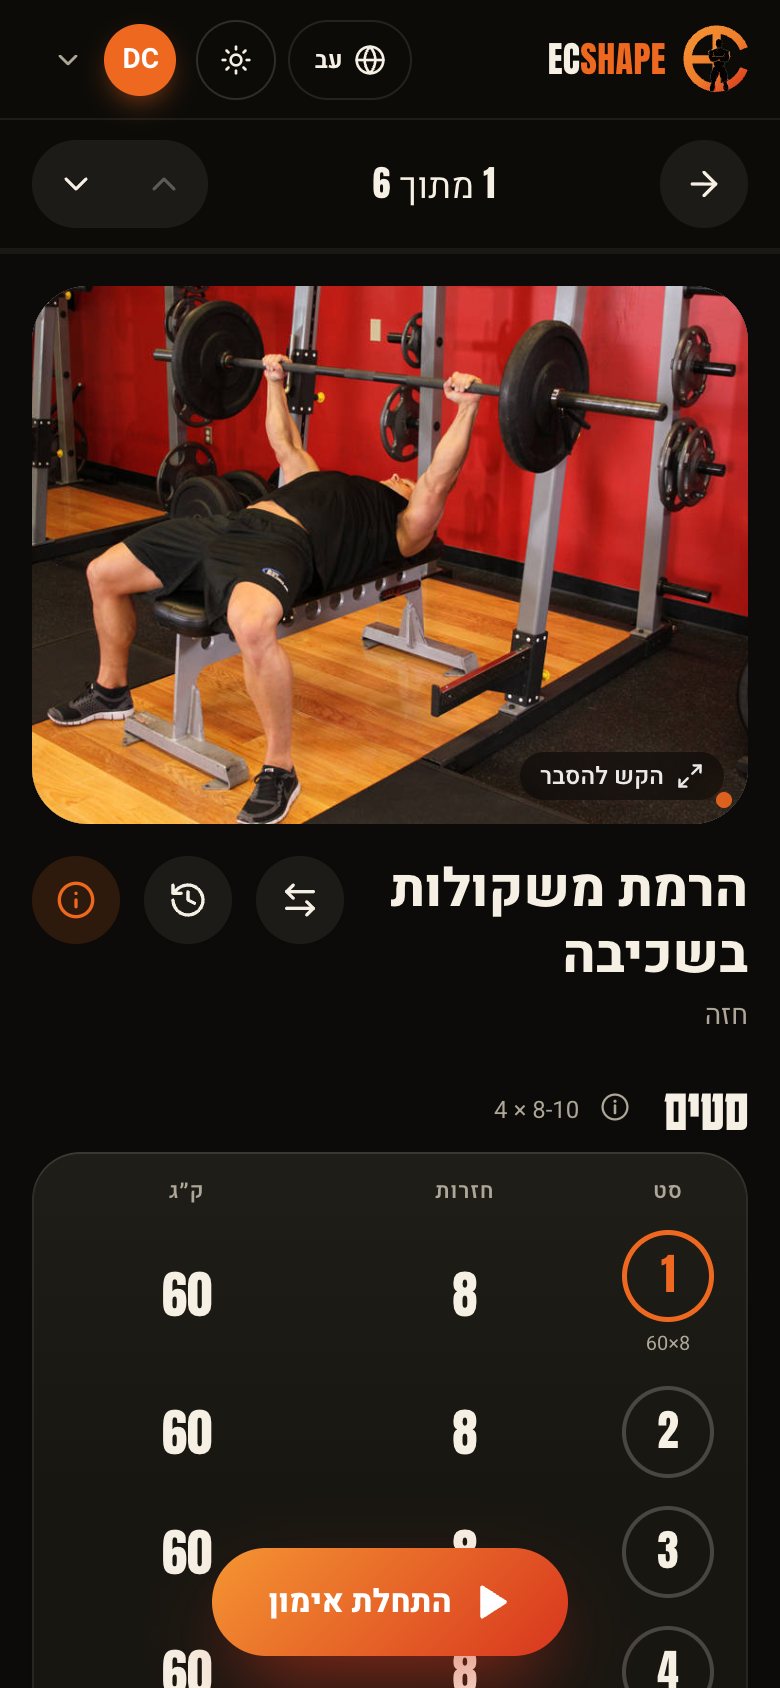 ECSHAPE
עב
DC
1 מתוך 6
הקש להסבר
הרמת משקולות
בשכיבה
חזה
סטים
4 × 8-10
סט חזרות ק״ג
1 8 60
60×8
2 8 60
3 8 60
התחלת אימון
4 8 60